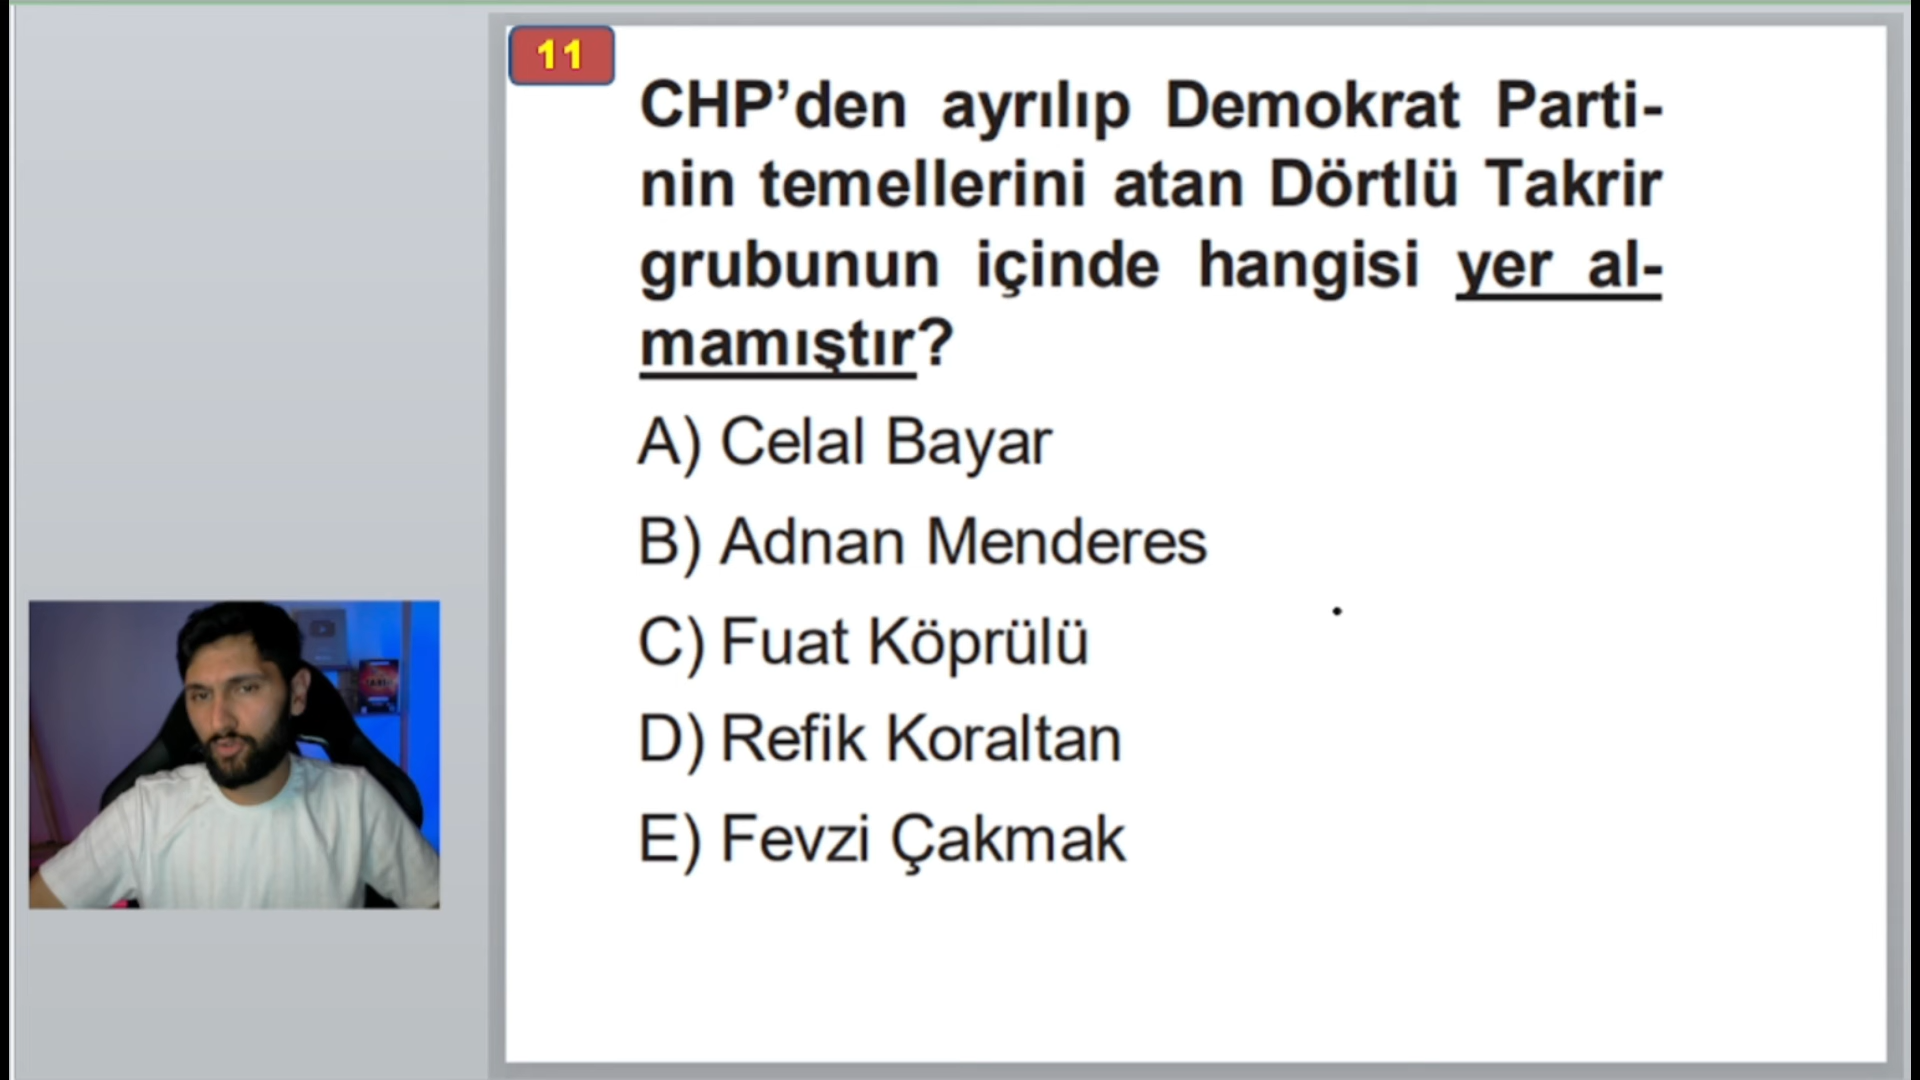 11
CHP’den ayrılıp Demokrat Parti-
nin temellerini atan Dörtlü Takrir
grubunun içinde hangisi yer al-
mamıştır?
A) Celal Bayar
B) Adnan Menderes
C) Fuat Köprülü
D) Refik Koraltan
E) Fevzi Çakmak